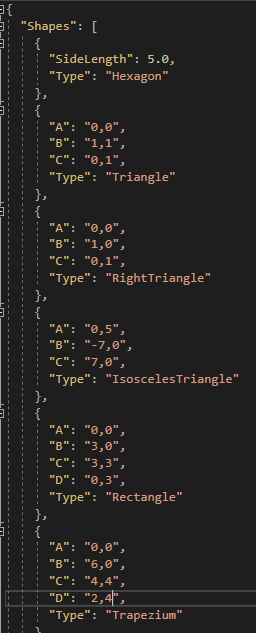 {
"Shapes": [
{
"SideLength": 5.0,
"Type": "Hexagon"
},
{
"A": "0,0",
"B": "1,1",
"C": "0,1",
"Type": "Triangle"
},
{
"A": "0,0",
"B": "1,0",
"C": "0,1",
"Type": "RightTriangle"
},
{
"A": "0,5",
"B": "-7,0",
"C": "7,0",
"Type": "IsoscelesTriangle"
},
{
"A": "0,0",
"B": "3,0",
"C": "3,3",
"D": "0,3",
"Type": "Rectangle"
},
{
"A": "0,0",
"B": "6,0",
"C": "4,4",
"D": "2,4",
"Type": "Trapezium"